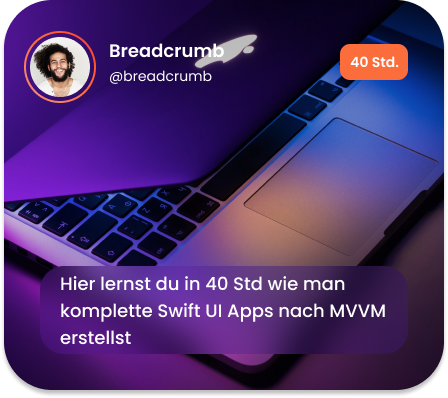 Breadcrumb
@breadcrumb
40 Std.
Hier lernst du in 40 Std wie man
komplette Swift UI Apps nach MVVM
erstellst